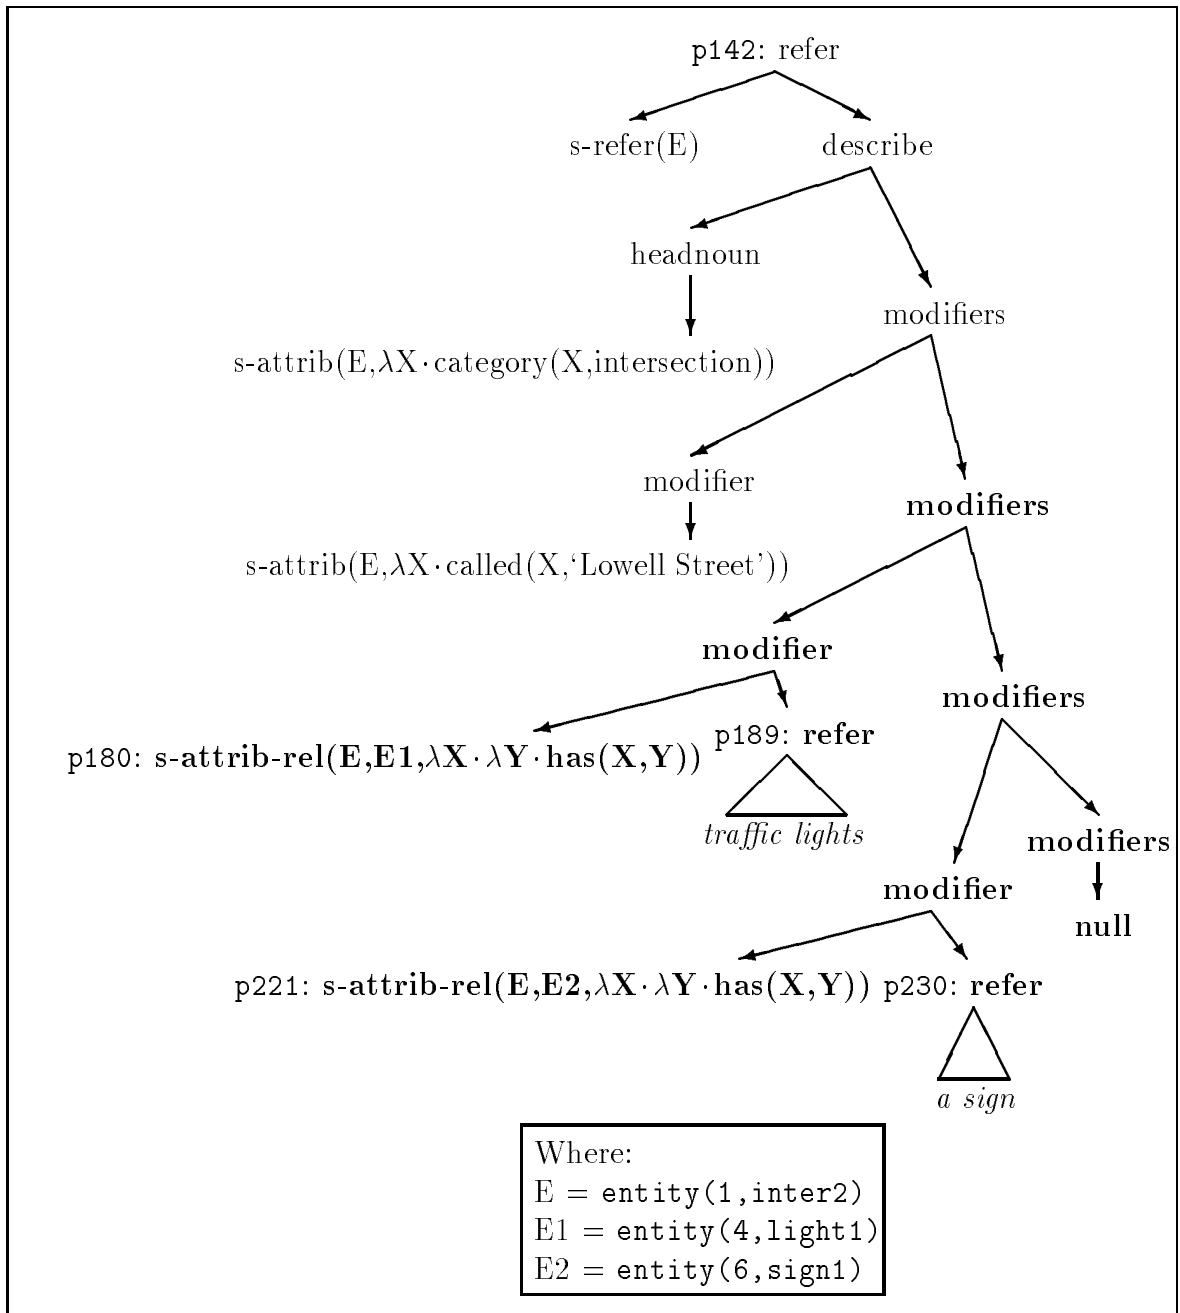 p142: refer
s-refer(E) describe
headnoun
modifiers
s-attrib(E,λX·category(X,intersection))
modifier
modifiers
s-attrib(E,λX·called(X,‘Lowell Street’))
modifier
modifiers
p189: refer
p180: s-attrib-rel(E,E1,λX·λY·has(X,Y))
traffic lights
modifiers
modifier
null
p221: s-attrib-rel(E,E2,λX·λY·has(X,Y)) p230: refer
a sign
Where:
E = entity(1,inter2)
E1 = entity(4,light1)
E2 = entity(6,sign1)